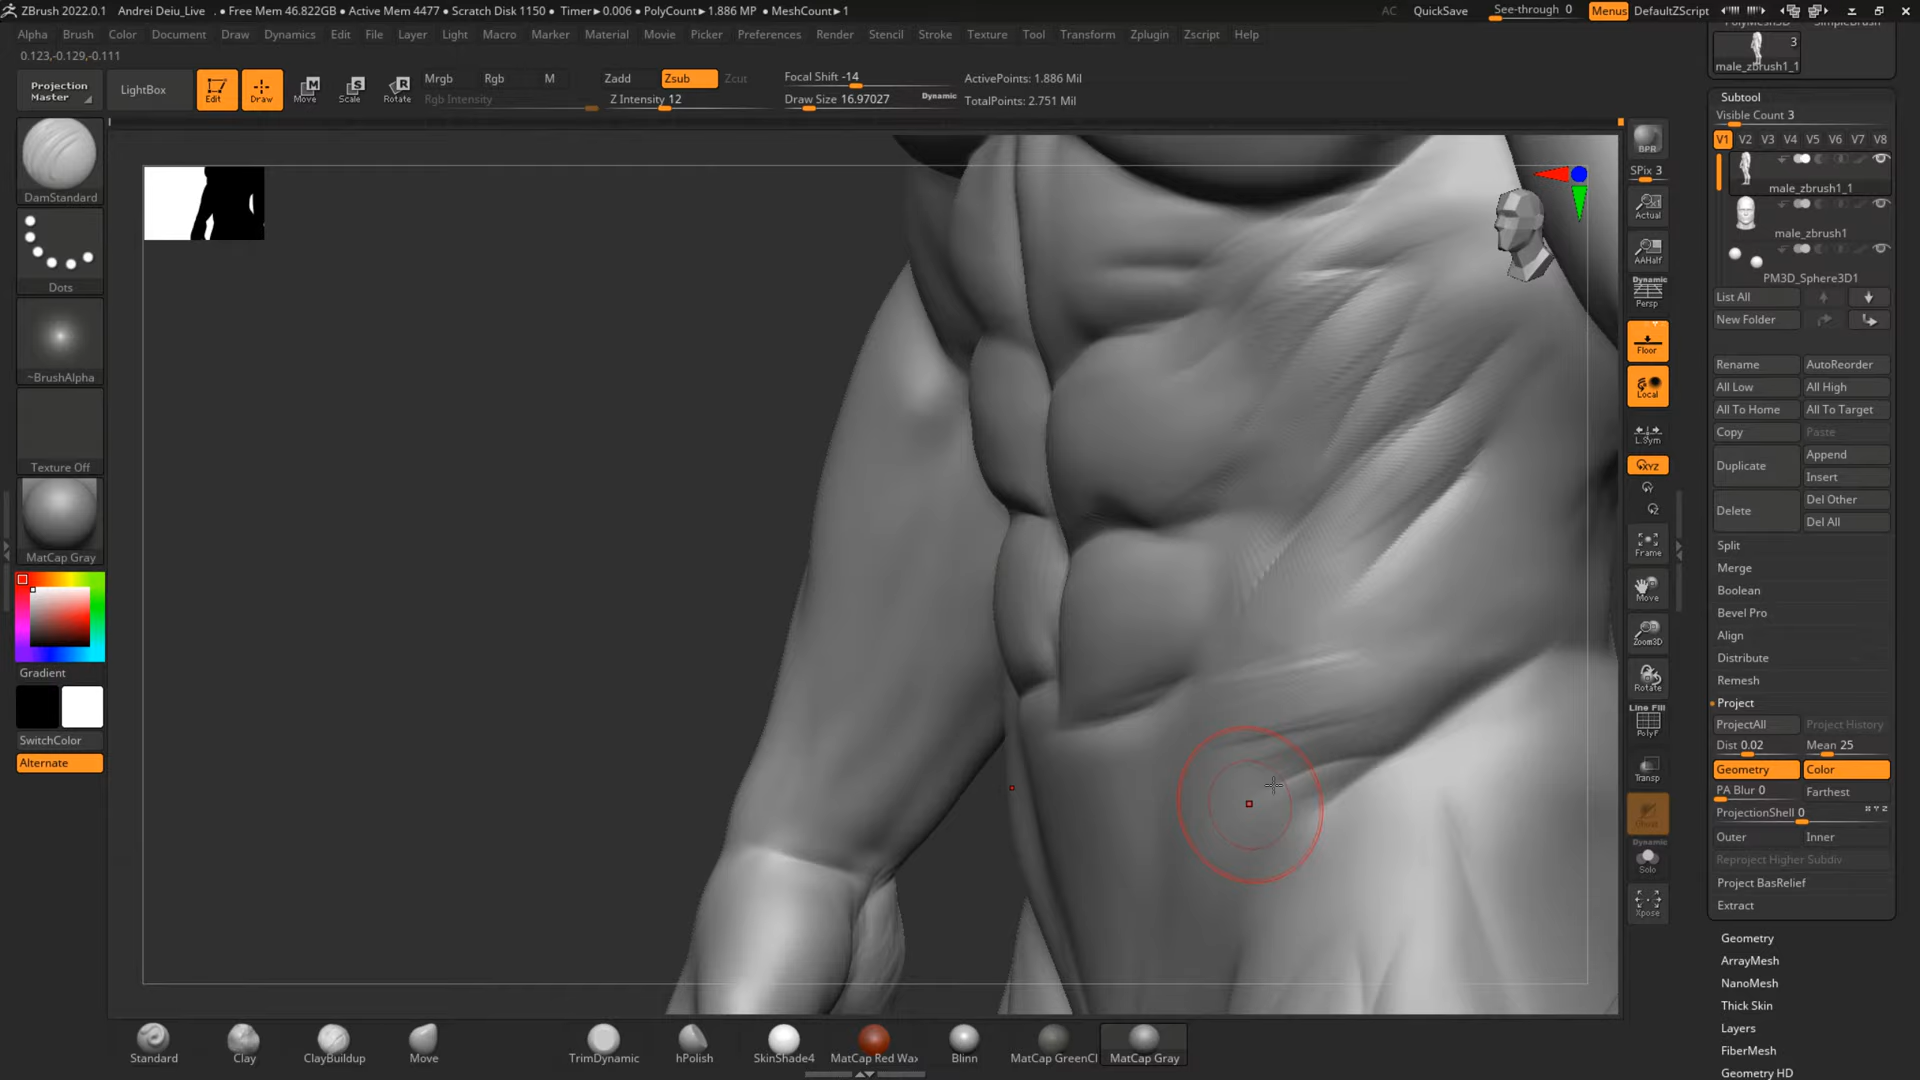 ZBrush 2022.0.1 Andrei Deiu_Live . ● Free Mem 46.822GB ● Active Mem 4477 ● Scratch Disk 1150 ● Timer►0.006 ● PolyCount►1.886 MP ● MeshCount►1
AC QuickSave See-through 0 Menus DefaultZScript
Alpha Brush Color Document Draw Dynamics Edit File Layer Light Macro Marker Material Movie Picker Preferences Render Stencil Stroke Texture Tool Transform Zplugin Zscript Help
0.123,-0.129,-0.111
Projection Master
LightBox
Edit
Draw
Move
Scale
Rotate
Mrgb Rgb M
Rgb Intensity
Zadd Zsub Zcut
Z Intensity 12
Focal Shift -14
Draw Size 16.97027 Dynamic
ActivePoints: 1.886 Mil
TotalPoints: 2.751 Mil
DamStandard
Dots
~BrushAlpha
Texture Off
MatCap Gray
Gradient
SwitchColor
Alternate
BPR
SPix 3
Actual
AAHalf
Dynamic
Persp
Floor
Local
L.Sym
XYZ
Y
Z
Frame
Move
Zoom3D
Rotate
Line Fill
PolyF
Transp
Ghost
Dynamic
Solo
Xpose
PolyMesh3D SimpleBrush
3
male_zbrush1_1
Subtool
Visible Count 3
V1 V2 V3 V4 V5 V6 V7 V8
male_zbrush1_1
male_zbrush1
PM3D_Sphere3D1
List All
New Folder
Rename AutoReorder
All Low All High
All To Home All To Target
Copy Paste
Duplicate Append
Insert
Delete Del Other
Del All
Split
Merge
Boolean
Bevel Pro
Align
Distribute
Remesh
Project
ProjectAll Project History
Dist 0.02 Mean 25
Geometry Color
PA Blur 0 Farthest
ProjectionShell 0 X Y Z
Outer Inner
Reproject Higher Subdiv
Project BasRelief
Extract
Geometry
ArrayMesh
NanoMesh
Thick Skin
Layers
FiberMesh
Geometry HD
Standard Clay ClayBuildup Move TrimDynamic hPolish SkinShade4 MatCap Red Wax Blinn MatCap GreenCl MatCap Gray